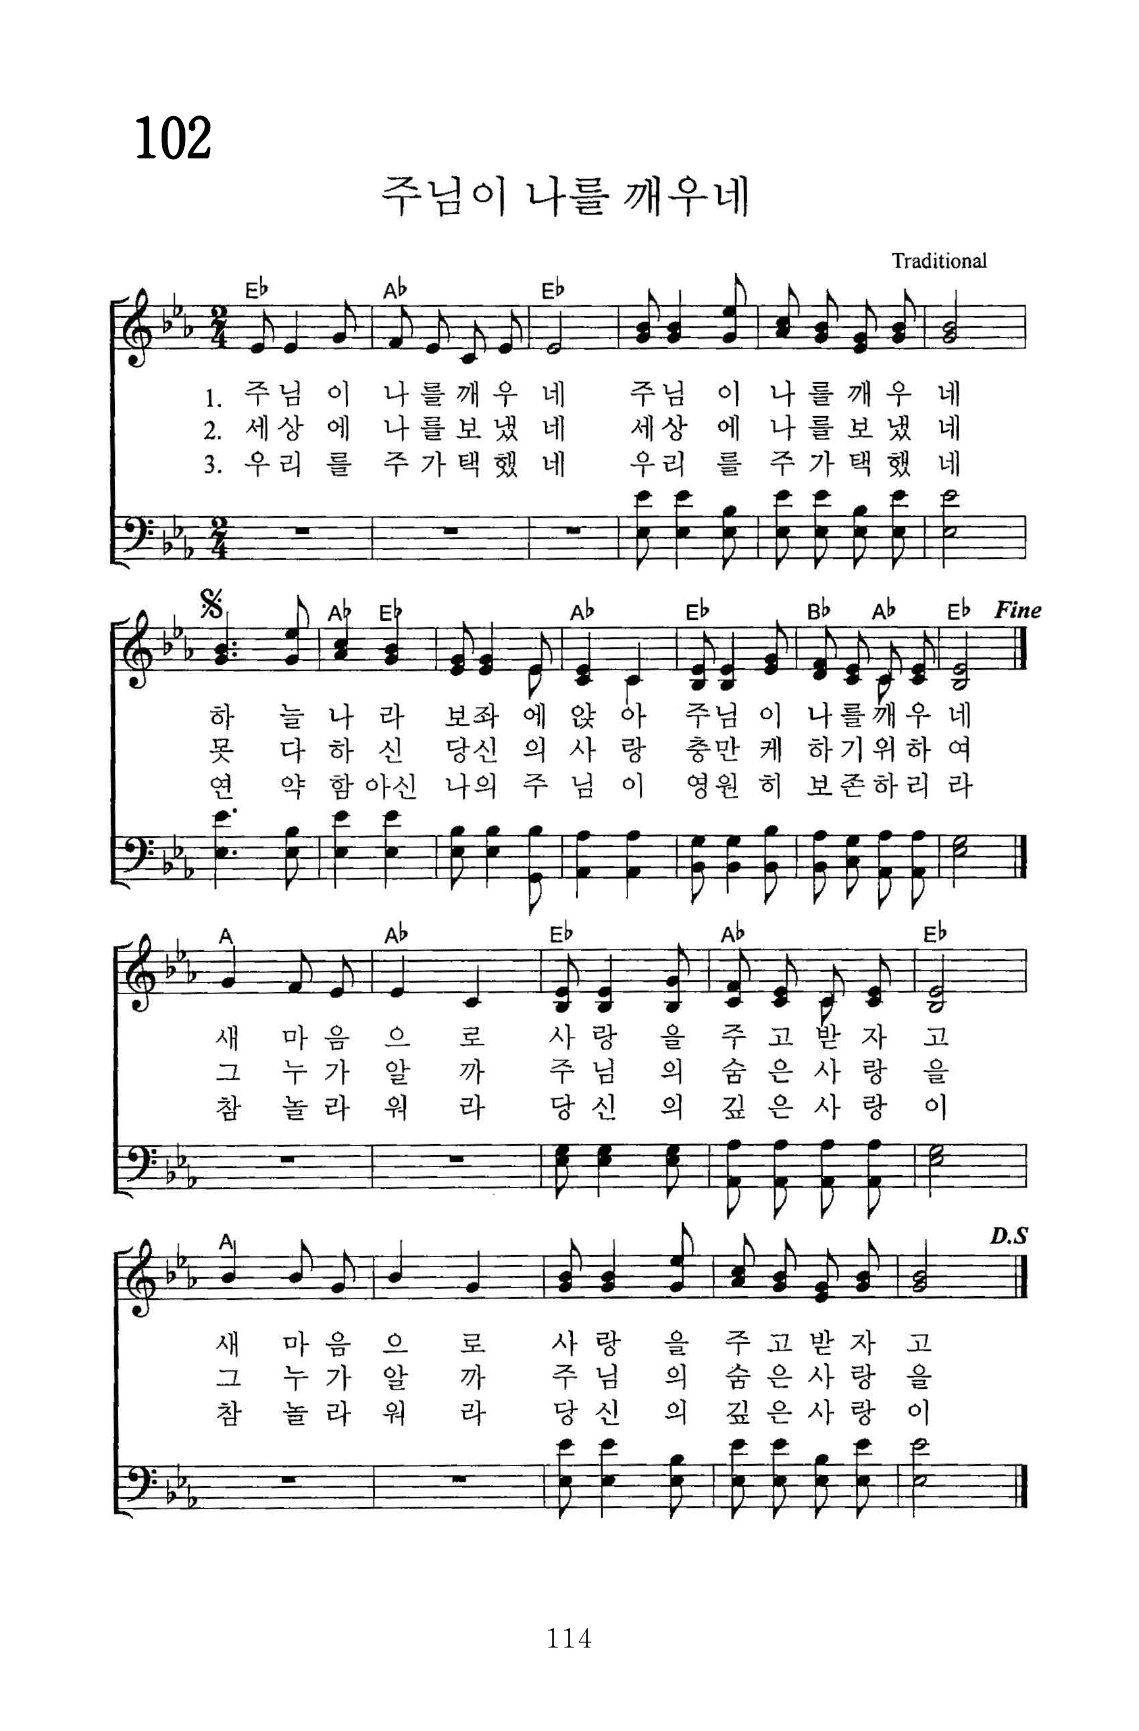 102
주님이 나를 깨우네
Traditional
E♭ A♭ E♭
1. 주님 이 나를깨우 네 주님 이 나를깨우 네
2. 세상 에 나를보냈 네 세상 에 나를보냈 네
3. 우리 를 주가택했 네 우리 를 주가택했 네
A♭ E♭ A♭ E♭ B♭ A♭ E♭ Fine
하 늘 나 라 보좌 에 앉 아 주님 이 나를깨우 네
못 다 하 신 당신 의 사 랑 충만 케 하기위하 여
연 약 함 아신 나의 주 님 이 영원 히 보존하리 라
A A♭ E♭ A♭ E♭
새 마 음 으 로 사 랑 을 주 고 받 자 고
그 누 가 알 까 주 님 의 숨 은 사 랑 을
참 놀 라 워 라 당 신 의 깊 은 사 랑 이
A D.S
새 마 음 으 로 사 랑 을 주 고 받 자 고
그 누 가 알 까 주 님 의 숨 은 사 랑 을
참 놀 라 워 라 당 신 의 깊 은 사 랑 이
114